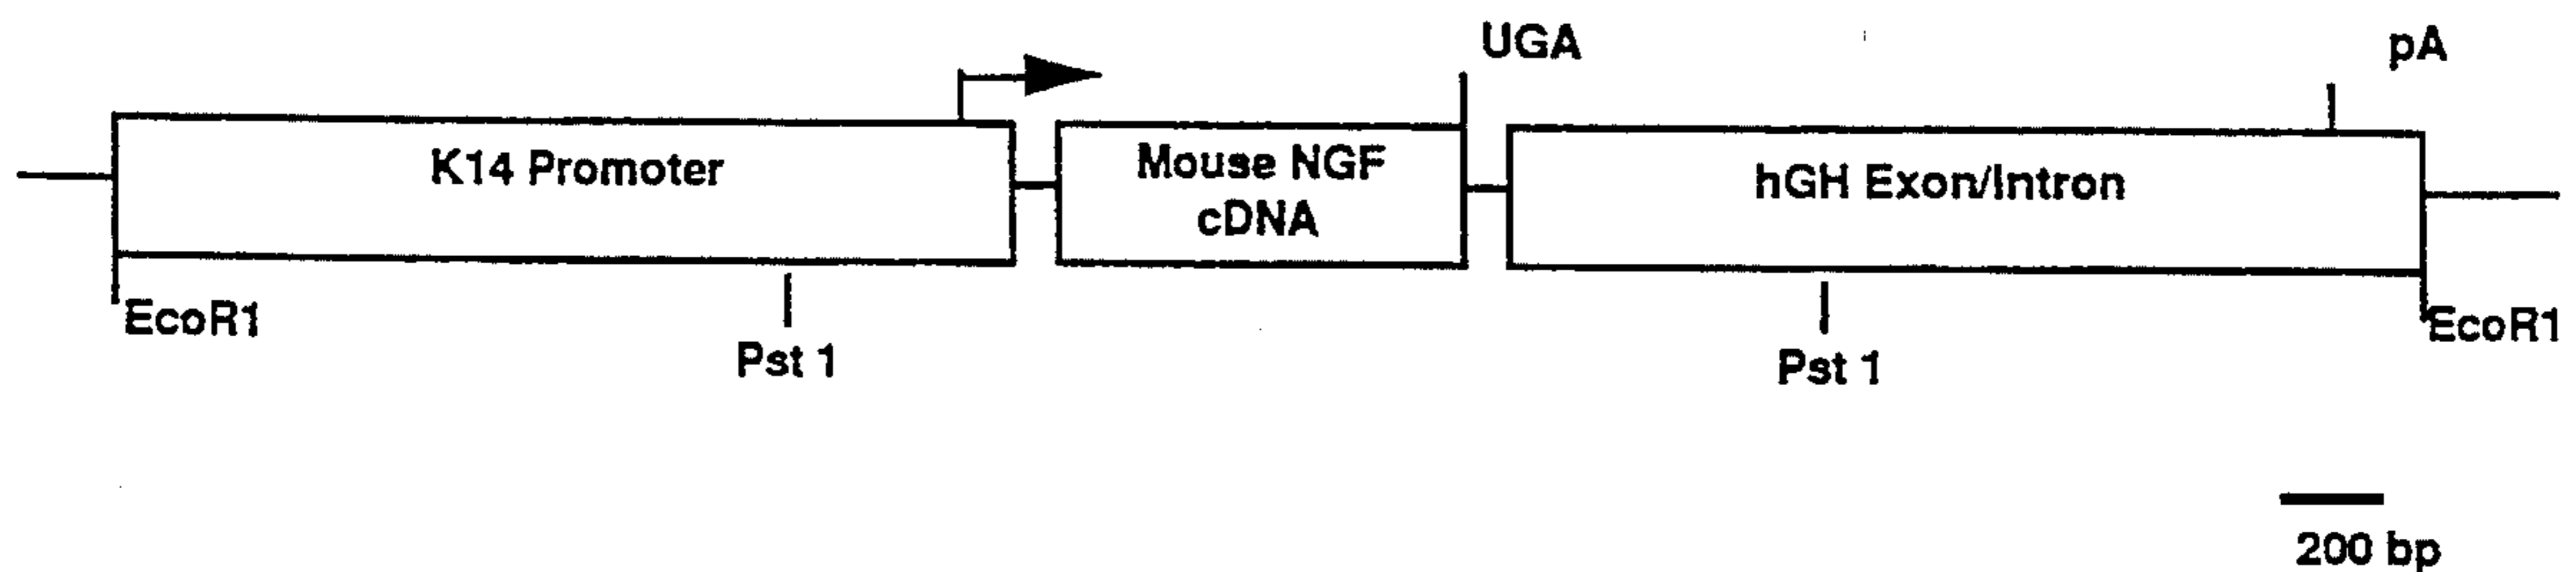 UGA
pA
K14 Promoter
Mouse NGF
cDNA
hGH Exon/Intron
EcoR1
Pst 1
Pst 1
EcoR1
200 bp